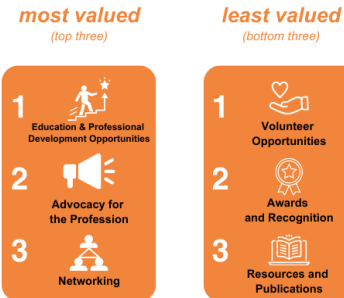 most valued
(top three)
1
Education & Professional
Development Opportunities
2
Advocacy for
the Profession
3
Networking
least valued
(bottom three)
1
Volunteer
Opportunities
2
Awards
and Recognition
3
Resources and
Publications